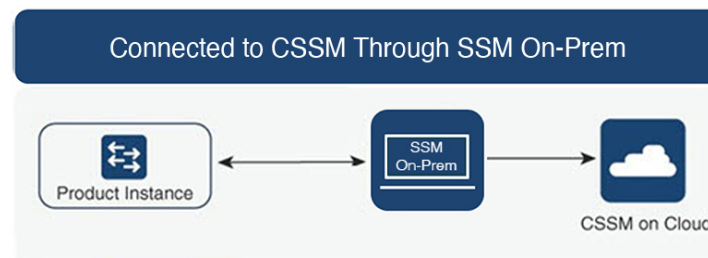 Connected to CSSM Through SSM On-Prem
SSM
On-Prem
Product Instance
CSSM on Cloud